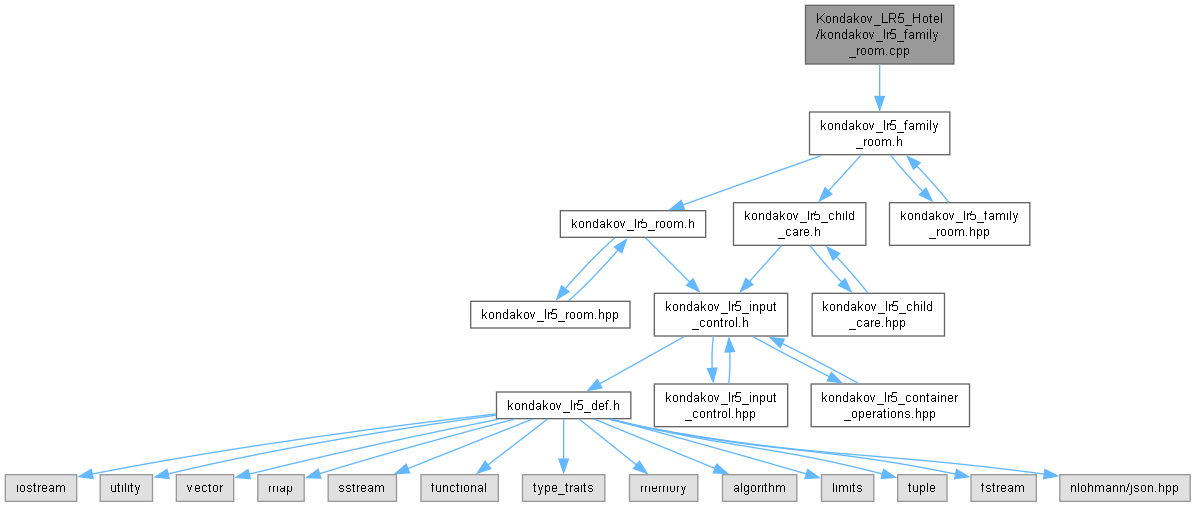 Kondakov_LR5_Hotel
/kondakov_lr5_family
_room.cpp
kondakov_lr5_family
_room.h
kondakov_lr5_room.h
kondakov_lr5_child
_care.h
kondakov_lr5_family
_room.hpp
kondakov_lr5_room.hpp
kondakov_lr5_input
_control.h
kondakov_lr5_child
_care.hpp
kondakov_lr5_def.h
kondakov_lr5_input
_control.hpp
kondakov_lr5_container
_operations.hpp
iostream
utility
vector
map
sstream
functional
type_traits
memory
algorithm
limits
tuple
fstream
nlohmann/json.hpp